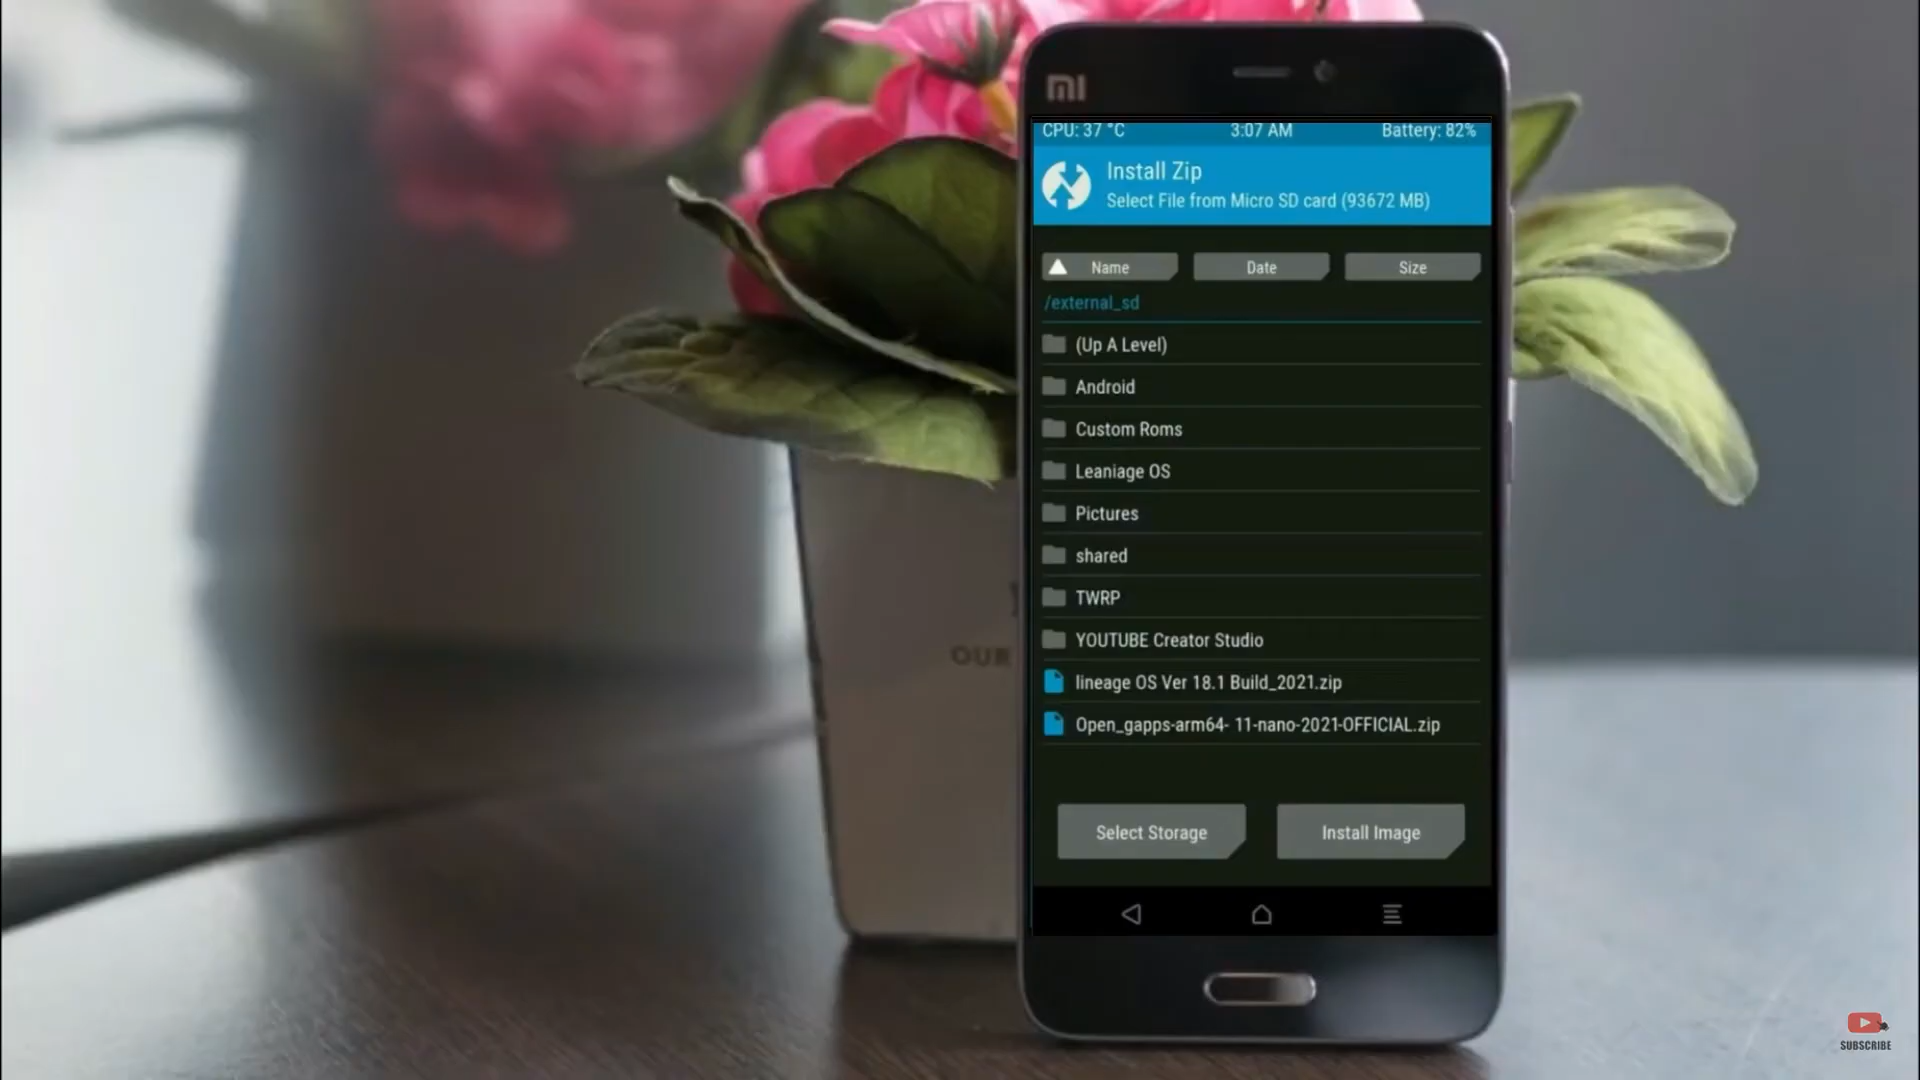 mi
CPU: 37 °C 3:07 AM Battery: 82%
Install Zip
Select File from Micro SD card (93672 MB)
Name Date Size
/external_sd
(Up A Level)
Android
Custom Roms
Leaniage OS
Pictures
shared
TWRP
YOUTUBE Creator Studio
lineage OS Ver 18.1 Build_2021.zip
Open_gapps-arm64- 11-nano-2021-OFFICIAL.zip
Select Storage Install Image
OUR
SUBSCRIBE